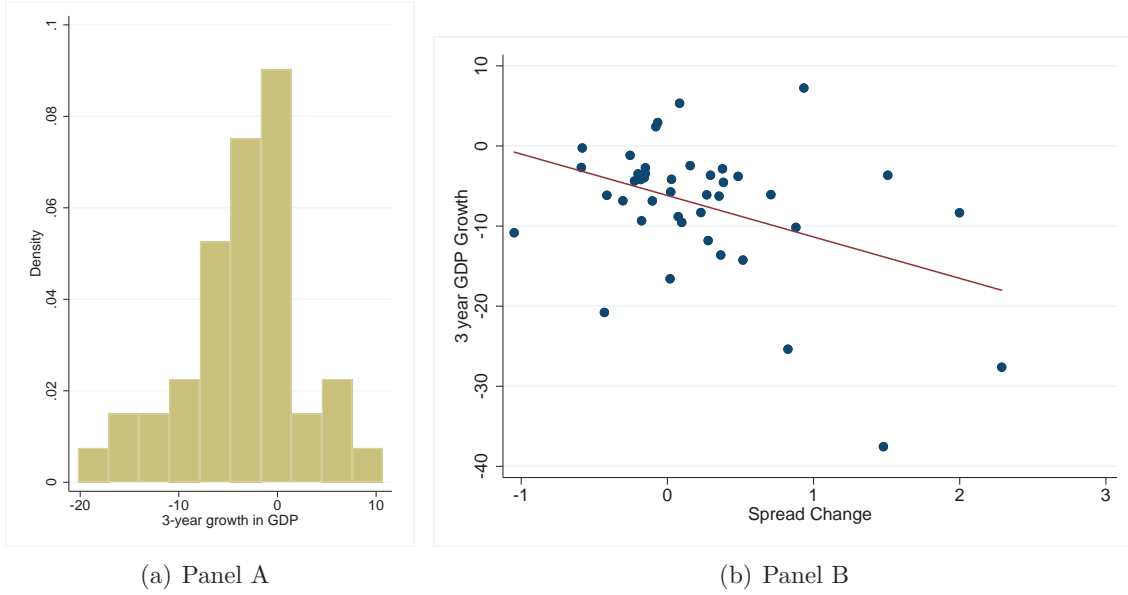 .1
.08
.06
.04
.02
0
Density
-20 -10 0 10
3-year growth in GDP
(a) Panel A
10
0
-10
-20
-30
-40
3 year GDP Growth
-1 0 1 2 3
Spread Change
(b) Panel B